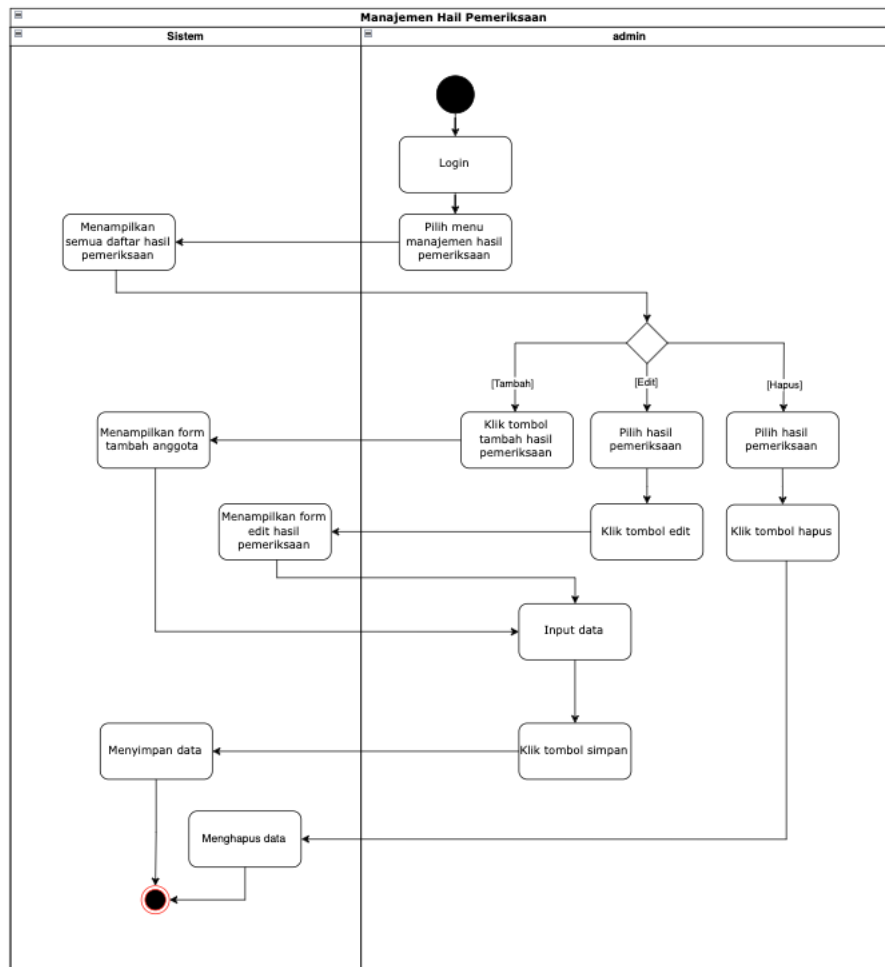 Manajemen Hail Pemeriksaan
Sistem
admin
Login
Pilih menu
manajemen hasil
pemeriksaan
Menampilkan
semua daftar hasil
pemeriksaan
[Tambah]
[Edit]
[Hapus]
Menampilkan form
tambah anggota
Klik tombol
tambah hasil
pemeriksaan
Pilih hasil
pemeriksaan
Pilih hasil
pemeriksaan
Menampilkan form
edit hasil
pemeriksaan
Klik tombol edit
Klik tombol hapus
Input data
Menyimpan data
Klik tombol simpan
Menghapus data